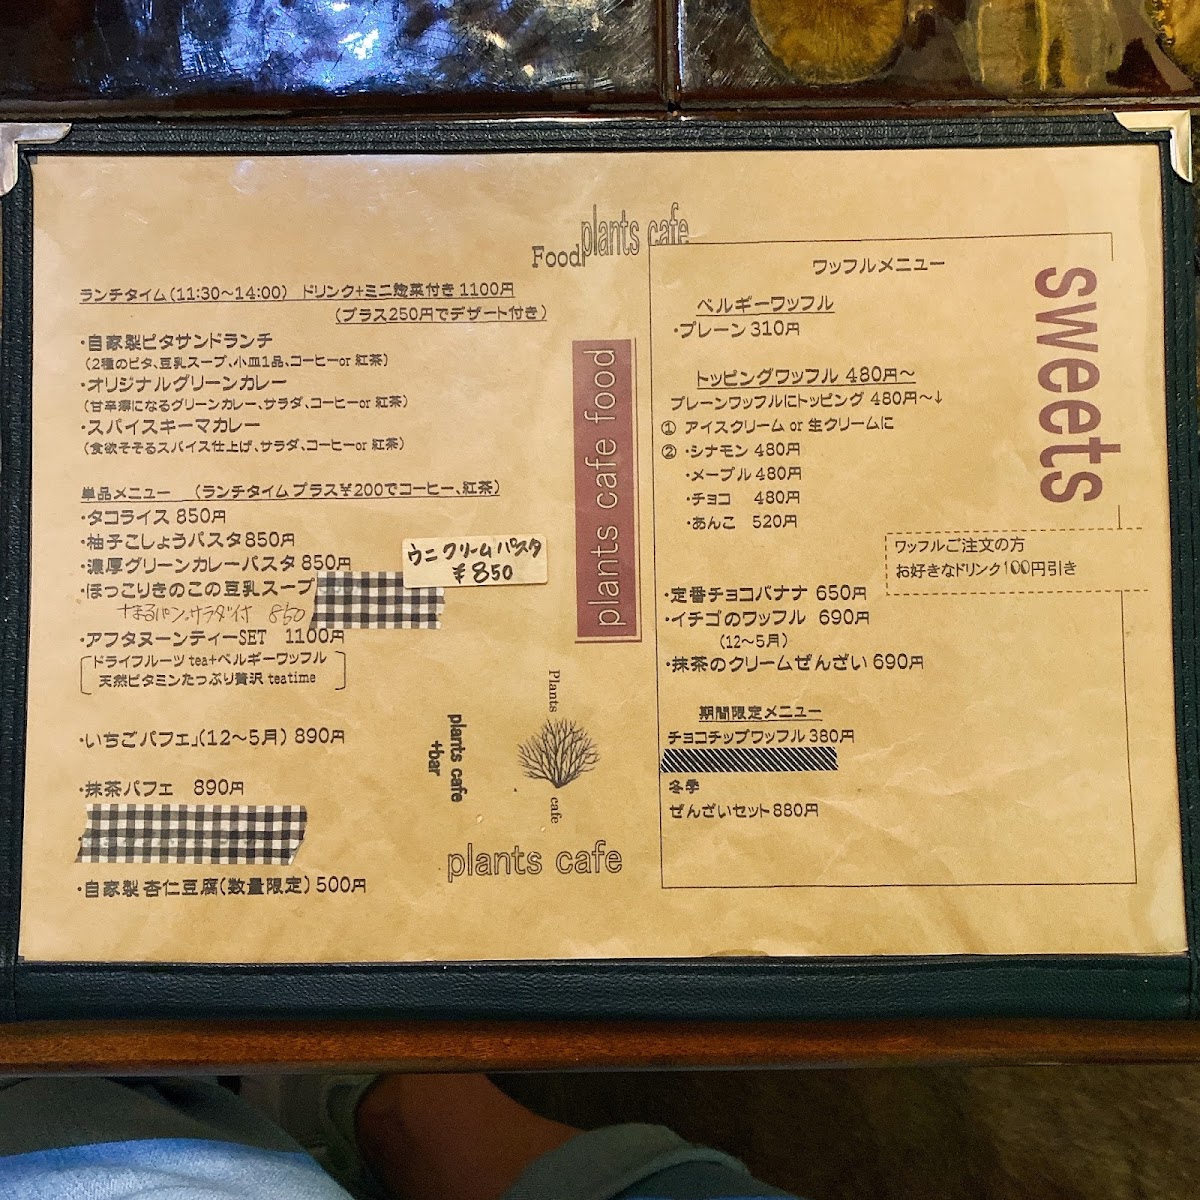 Food plants cafe
ランチタイム(11:30～14:00) ドリンク+ミニ惣菜付き 1100円
(プラス250円でデザート付き)
・自家製ピタサンドランチ
(2種のピタ、豆乳スープ、小皿1品、コーヒーor 紅茶)
・オリジナルグリーンカレー
(甘辛癖になるグリーンカレー、サラダ、コーヒーor 紅茶)
・スパイスキーマカレー
(食欲そそるスパイス仕上げ、サラダ、コーヒーor 紅茶)
単品メニュー (ランチタイム プラス¥200でコーヒー、紅茶)
・タコライス 850円
・柚子こしょうパスタ850円
・濃厚グリーンカレーパスタ 850円
・ほっこりきのこの豆乳スープ
サラダ付 850
・アフタヌーンティーSET 1100円
ドライフルーツ tea+ベルギーワッフル
天然ビタミンたっぷり贅沢 teatime
・いちごパフェ」(12～5月) 890円
・抹茶パフェ 890円
・自家製 杏仁豆腐(数量限定) 500円
ウニクリームパスタ
¥850
plants cafe food
Plants
cafe
plants cafe
+bar
plants cafe
sweets
ワッフルメニュー
ベルギーワッフル
・プレーン 310円
トッピングワッフル 480円～
プレーンワッフルにトッピング 480円～↓
① アイスクリーム or 生クリームに
② ・シナモン 480円
・メープル 480円
・チョコ 480円
・あんこ 520円
ワッフルご注文の方
お好きなドリンク100円引き
・定番チョコバナナ 650円
・イチゴのワッフル 690円
(12～5月)
・抹茶のクリームぜんざい 690円
期間限定メニュー
チョコチップワッフル 380円
冬季
ぜんざいセット 880円